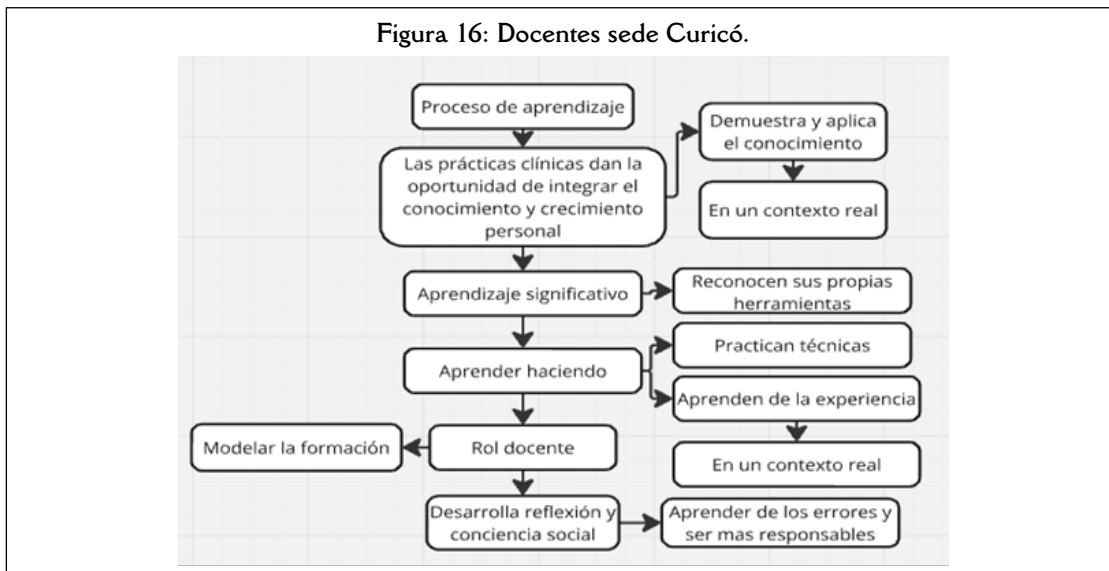 Figura 16: Docentes sede Curicó.
Proceso de aprendizaje
Las prácticas clínicas dan la
oportunidad de integrar el
conocimiento y crecimiento
personal
Demuestra y aplica
el conocimiento
En un contexto real
Aprendizaje significativo
Reconocen sus propias
herramientas
Aprender haciendo
Practican técnicas
Aprenden de la experiencia
En un contexto real
Rol docente
Modelar la formación
Desarrolla reflexión y
conciencia social
Aprender de los errores y
ser mas responsables